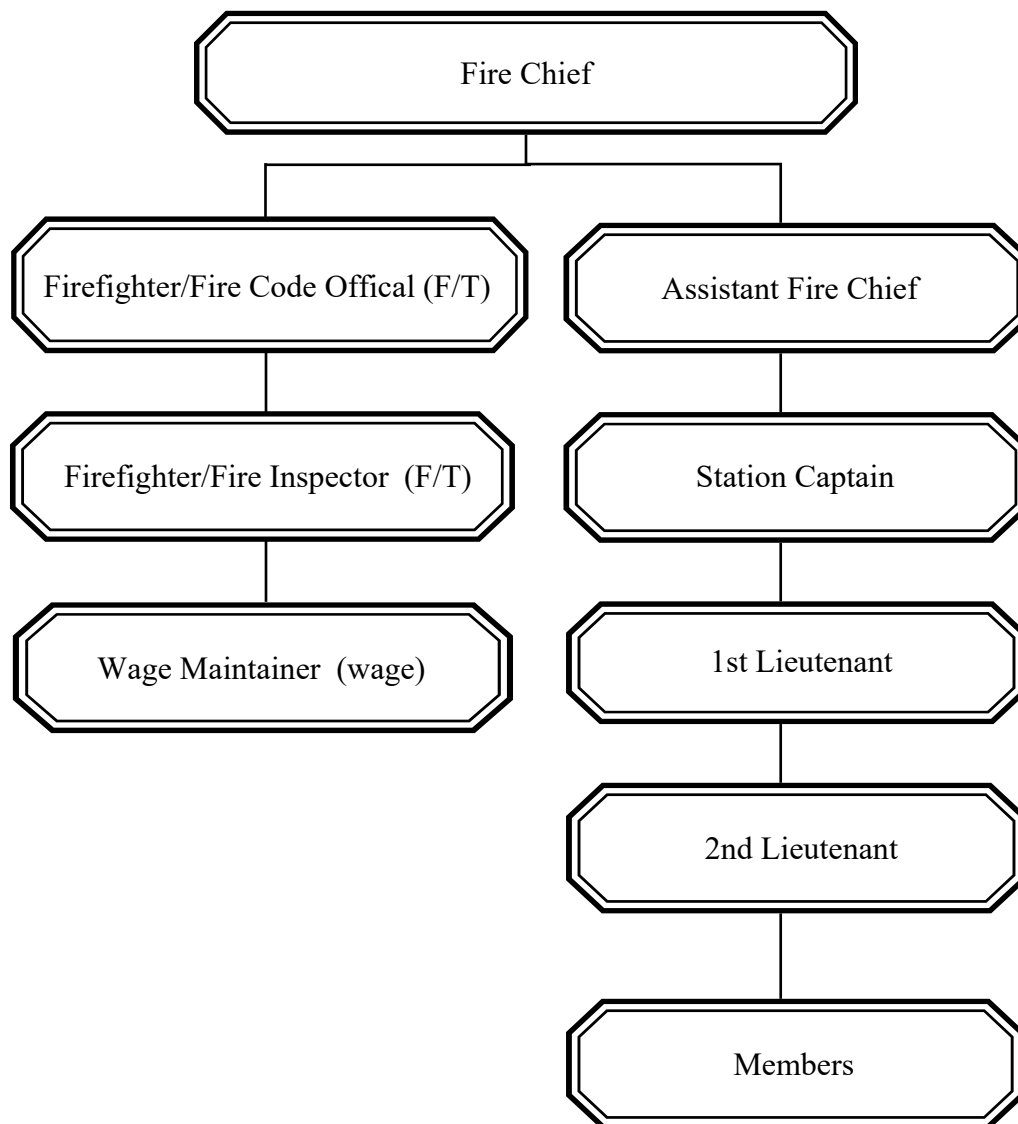 Fire Chief
Firefighter/Fire Code Offical (F/T)
Assistant Fire Chief
Firefighter/Fire Inspector  (F/T)
Station Captain
Wage Maintainer  (wage)
1st Lieutenant
2nd Lieutenant
Members